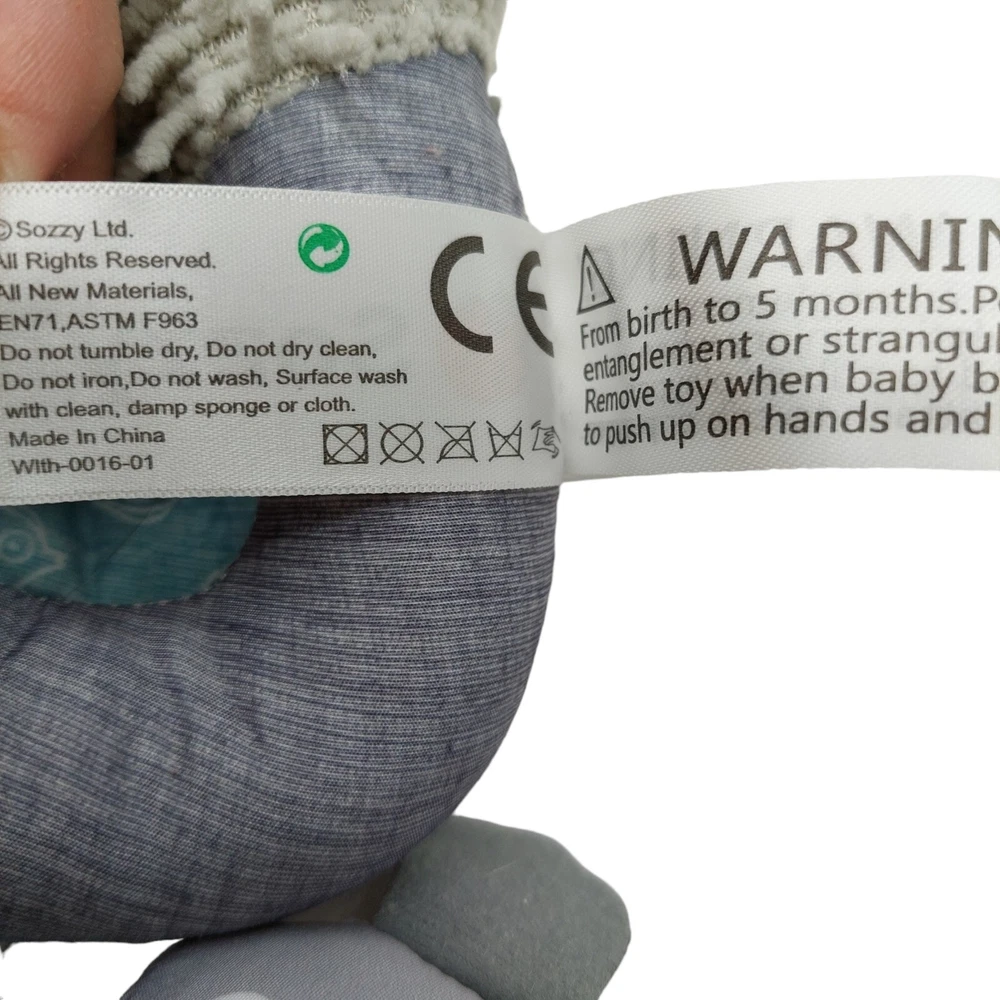 ©Sozzy Ltd.
All Rights Reserved.
All New Materials,
EN71,ASTM F963
Do not tumble dry, Do not dry clean,
Do not iron,Do not wash, Surface wash
with clean, damp sponge or cloth.
Made In China
Wlth-0016-01
CE
WARNIN
From birth to 5 months.P
entanglement or strangul
Remove toy when baby b
to push up on hands and